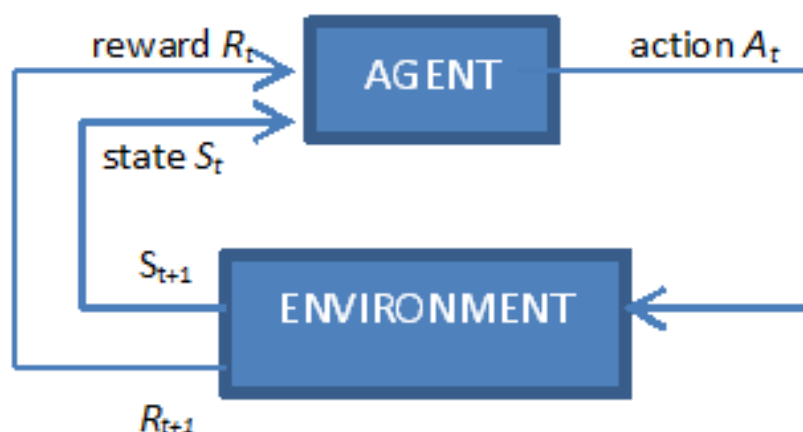 reward Rₜ
AGENT
action Aₜ
state Sₜ
Sₜ₊₁
ENVIRONMENT
Rₜ₊₁